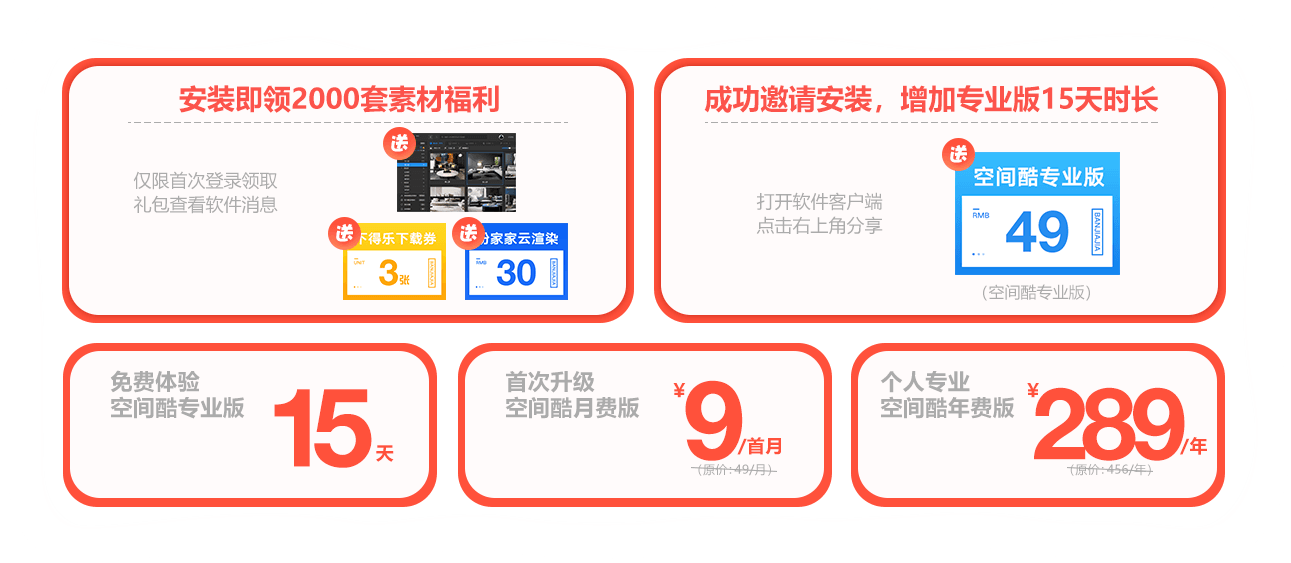 安装即领2000套素材福利
仅限首次登录领取
礼包查看软件消息
送
送
下得乐下载券
UNIT
3张
BANJIAJIA
送
份家家云渲染
RMB
30
BANJIAJIA
成功邀请安装，增加专业版15天时长
打开软件客户端
点击右上角分享
送
空间酷专业版
RMB
49
BANJIAJIA
(空间酷专业版)
免费体验
空间酷专业版
15天
首次升级
空间酷月费版
¥9/首月
(原价:49/月)
个人专业
空间酷年费版
¥289/年
(原价:456/年)